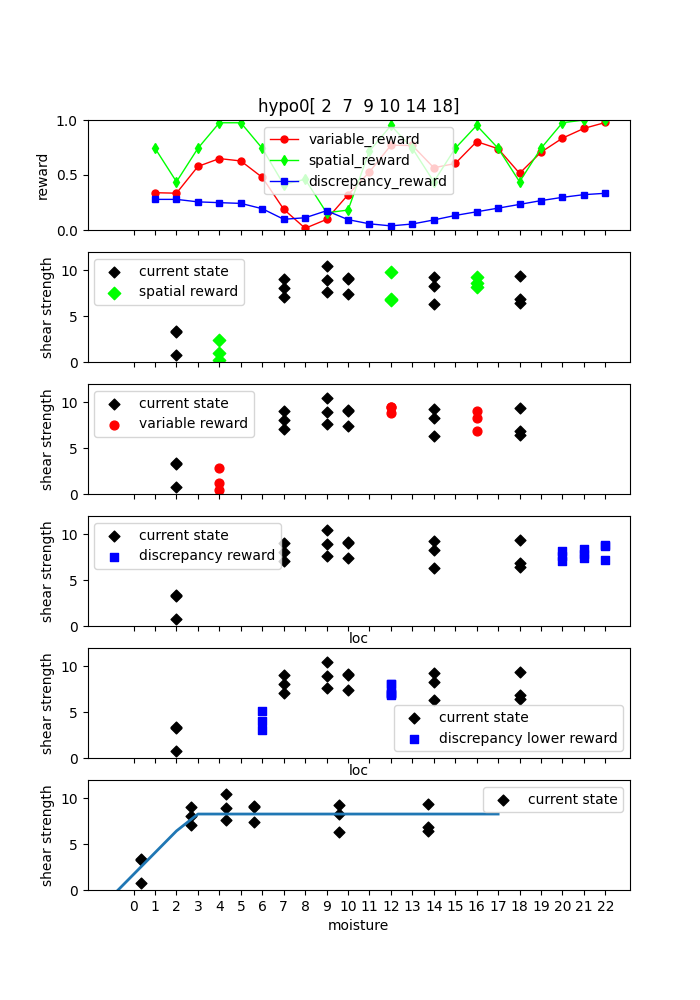 hypo0[ 2 7 9 10 14 18]
1.0
0.5
0.0
reward
variable_reward
spatial_reward
discrepancy_reward
10
5
0
shear strength
current state
spatial reward
10
5
0
shear strength
current state
variable reward
10
5
0
shear strength
current state
discrepancy reward
loc
10
5
0
shear strength
current state
discrepancy lower reward
loc
10
5
0
shear strength
current state
0 1 2 3 4 5 6 7 8 9 10 11 12 13 14 15 16 17 18 19 20 21 22
moisture